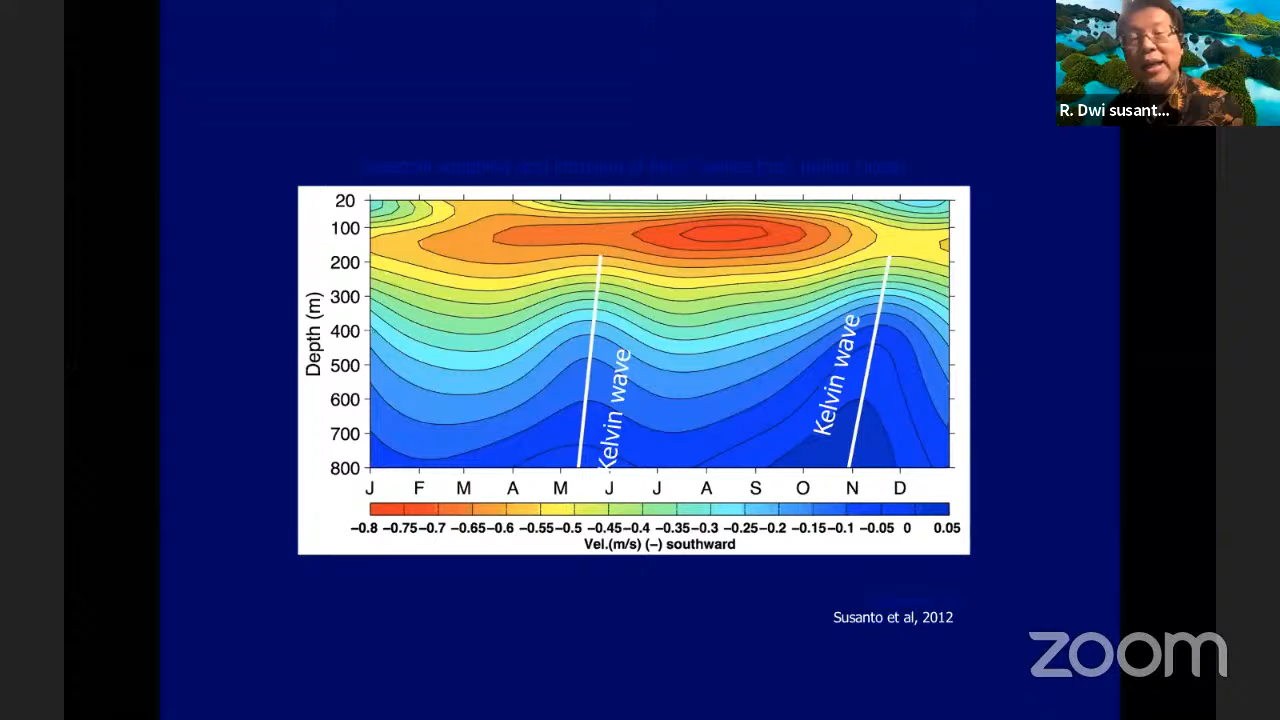 R. Dwi susant...
20
100
200
300
400
500
600
700
800
Depth (m)
Kelvin wave
Kelvin wave
J F M A M J J A S O N D
−0.8 −0.75 −0.7 −0.65 −0.6 −0.55 −0.5 −0.45 −0.4 −0.35 −0.3 −0.25 −0.2 −0.15 −0.1 −0.05 0 0.05
Vel.(m/s) (−) southward
Susanto et al, 2012
zoom